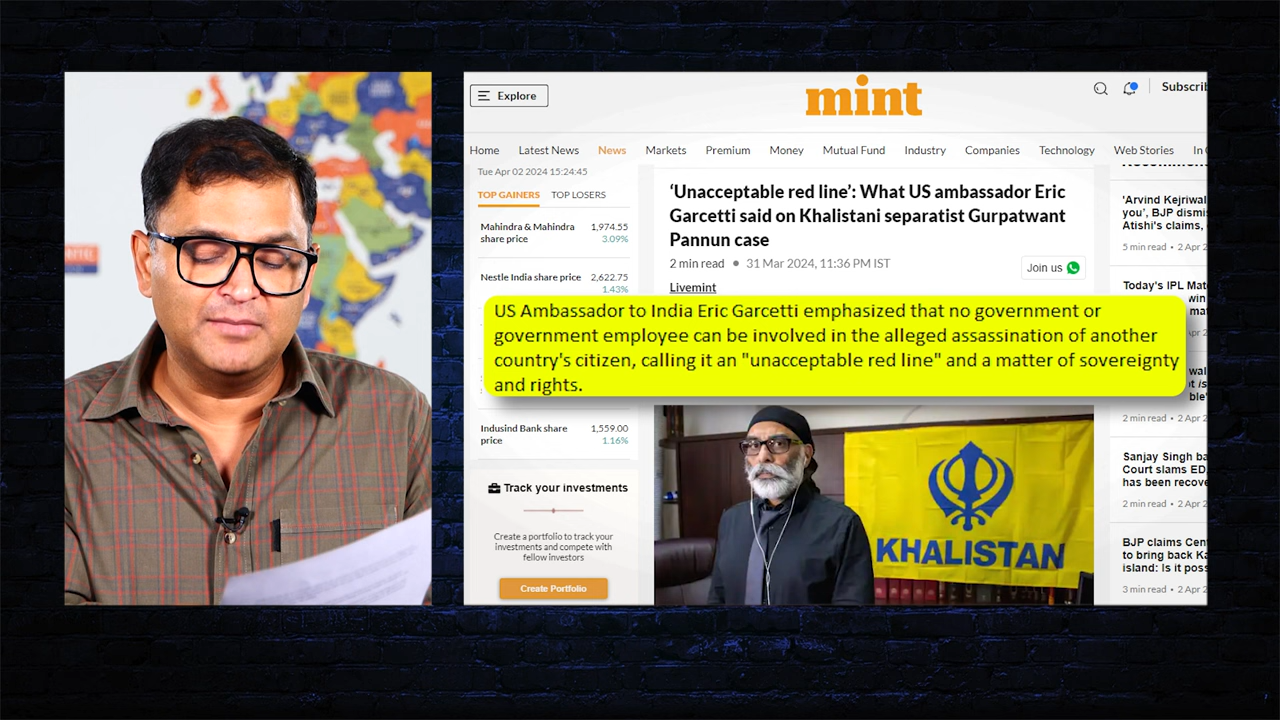 Explore
mint
Subscrib
Home Latest News News Markets Premium Money Mutual Fund Industry Companies Technology Web Stories In
Tue Apr 02 2024 15:24:45
TOP GAINERS TOP LOSERS
Mahindra & Mahindra 1,974.55
share price 3.09%
Nestle India share price 2,622.75
1.43%
Indusind Bank share 1,559.00
price 1.16%
Track your investments
Create a portfolio to track your
investments and compete with
fellow investors
Create Portfolio
‘Unacceptable red line’: What US ambassador Eric
Garcetti said on Khalistani separatist Gurpatwant
Pannun case
2 min read • 31 Mar 2024, 11:36 PM IST
Join us
Livemint
US Ambassador to India Eric Garcetti emphasized that no government or
government employee can be involved in the alleged assassination of another
country's citizen, calling it an "unacceptable red line" and a matter of sovereignty
and rights.
KHALISTAN
'Arvind Kejriwal
you’, BJP dismi
Atishi's claims,
5 min read • 2 Apr 2
Today's IPL Mat
win
2 min read • 2 Apr 2
Sanjay Singh ba
Court slams ED
has been recove
2 min read • 2 Apr 2
BJP claims Cen
to bring back Ka
island: Is it poss
3 min read • 2 Apr 2